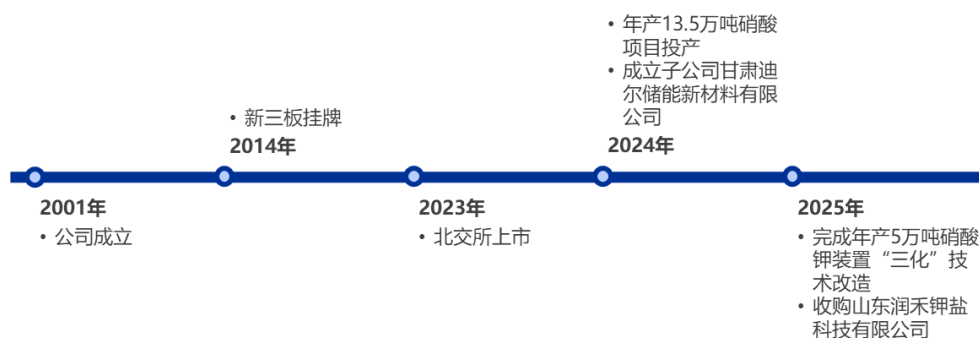 2001年
• 公司成立
• 新三板挂牌
2014年
2023年
• 北交所上市
• 年产13.5万吨硝酸
项目投产
• 成立子公司甘肃迪
尔储能新材料有限
公司
2024年
2025年
• 完成年产5万吨硝酸
钾装置“三化”技
术改造
• 收购山东润禾钾盐
科技有限公司